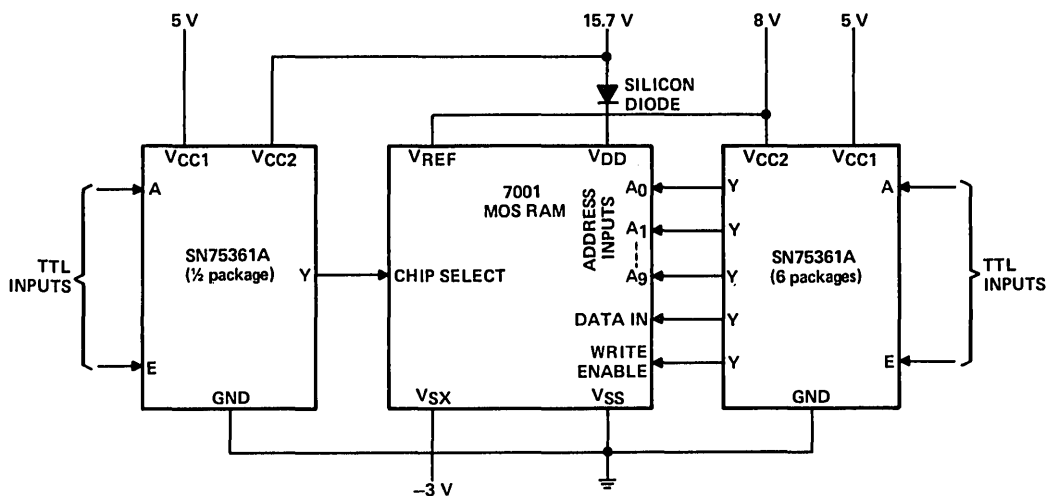 5 V
15.7 V
8 V
5 V
SILICON
DIODE
VCC1
VCC2
VREF
VDD
VCC2
VCC1
A
7001
MOS RAM
ADDRESS
INPUTS
A0
Y
A
A1
Y
TTL
INPUTS
SN75361A
(½ package)
Y
CHIP SELECT
A9
Y
SN75361A
(6 packages)
TTL
INPUTS
DATA IN
Y
E
WRITE
ENABLE
Y
E
GND
VSX
VSS
GND
–3 V